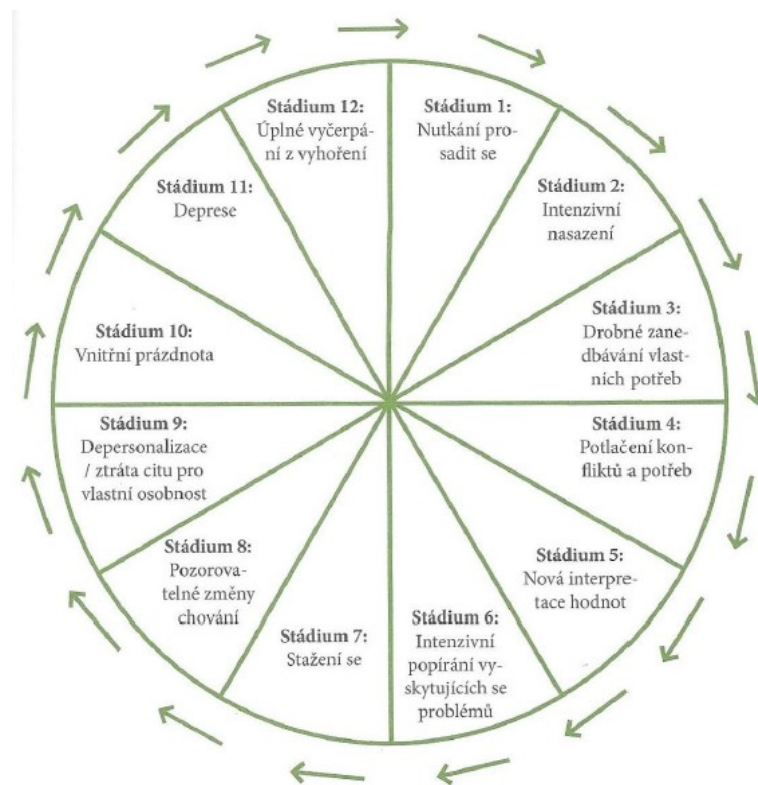 Stádium 1:
Nutkání pro-
sadit se
Stádium 2:
Intenzivní
nasazení
Stádium 3:
Drobné zane-
dbávání vlast-
ních potřeb
Stádium 4:
Potlačení kon-
fliktů a potřeb
Stádium 5:
Nová interpre-
tace hodnot
Stádium 6:
Intenzivní
popírání vy-
skytujících se
problémů
Stádium 7:
Stažení se
Stádium 8:
Pozorova-
telné změny
chování
Stádium 9:
Depersonalizace
/ ztráta citu pro
vlastní osobnost
Stádium 10:
Vnitřní prázdnota
Stádium 11:
Deprese
Stádium 12:
Úplné vyčerpá-
ní z vyhoření